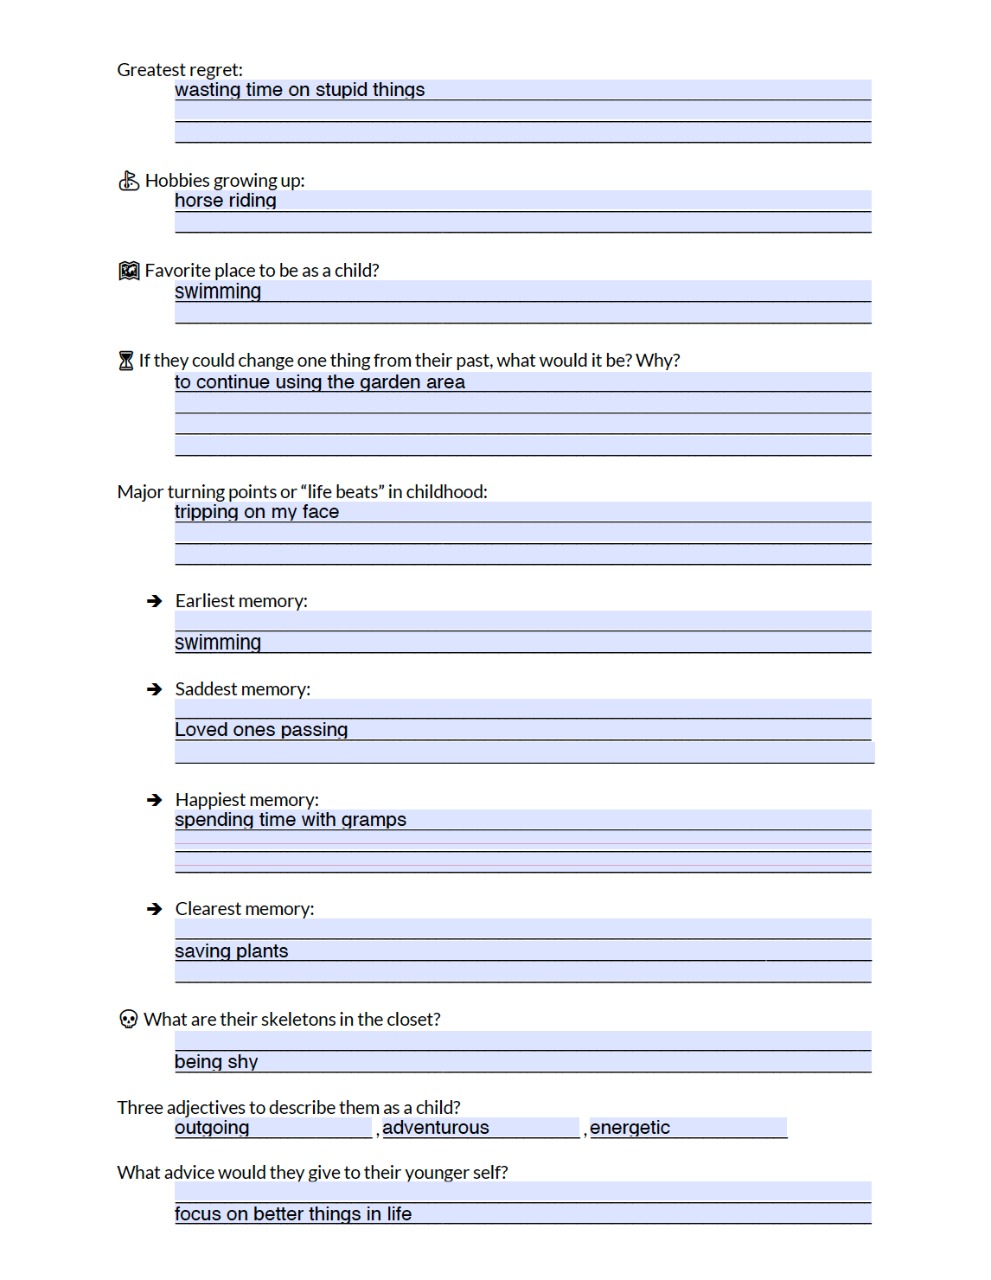 Greatest regret:
wasting time on stupid things
Hobbies growing up:
horse riding
Favorite place to be as a child?
swimming
If they could change one thing from their past, what would it be? Why?
to continue using the garden area
Major turning points or “life beats” in childhood:
tripping on my face
➔ Earliest memory:
swimming
➔ Saddest memory:
Loved ones passing
➔ Happiest memory:
spending time with gramps
➔ Clearest memory:
saving plants
What are their skeletons in the closet?
being shy
Three adjectives to describe them as a child?
outgoing , adventurous , energetic
What advice would they give to their younger self?
focus on better things in life